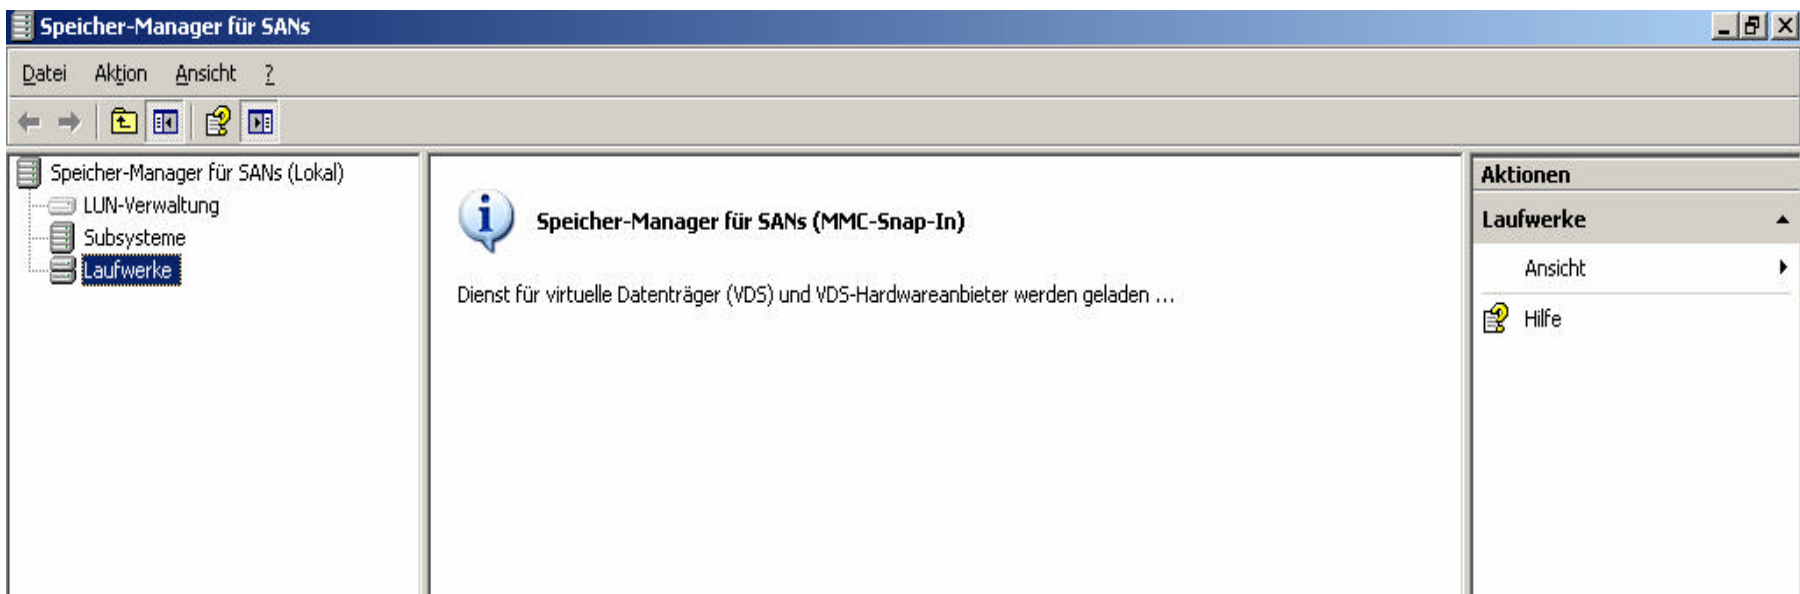 Speicher-Manager für SANs
Datei Aktion Ansicht ?
Speicher-Manager für SANs (Lokal)
LUN-Verwaltung
Subsysteme
Laufwerke
Speicher-Manager für SANs (MMC-Snap-In)
Dienst für virtuelle Datenträger (VDS) und VDS-Hardwareanbieter werden geladen ...
Aktionen
Laufwerke
Ansicht
Hilfe